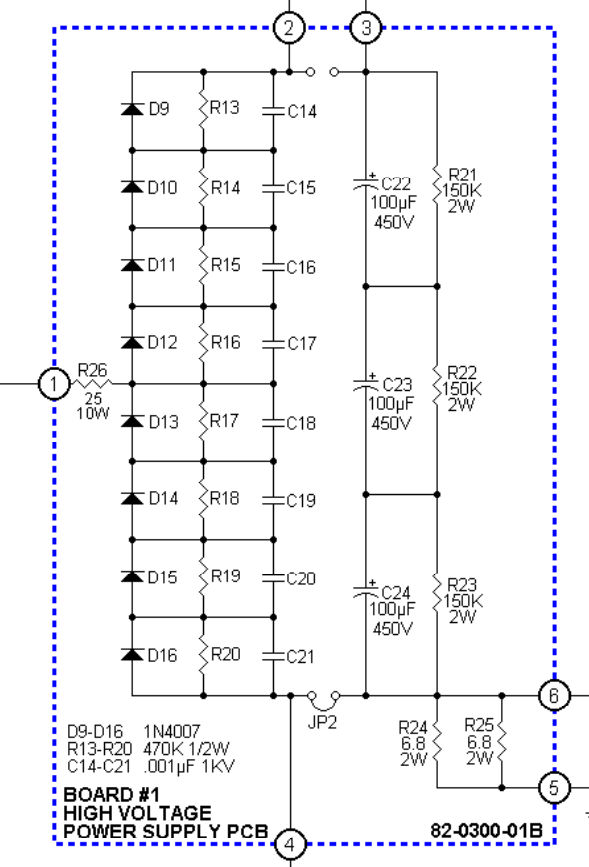 2
3
D9
R13
C14
D10
R14
C15
+
C22
100µF
450V
R21
150K
2W
D11
R15
C16
D12
R16
C17
1
R26
25
10W
+
C23
100µF
450V
R22
150K
2W
D13
R17
C18
D14
R18
C19
D15
R19
C20
+
C24
100µF
450V
R23
150K
2W
D16
R20
C21
JP2
6
R24
6.8
2W
R25
6.8
2W
5
D9-D16 1N4007
R13-R20 470K 1/2W
C14-C21 .001µF 1KV
BOARD #1
HIGH VOLTAGE
POWER SUPPLY PCB
82-0300-01B
4